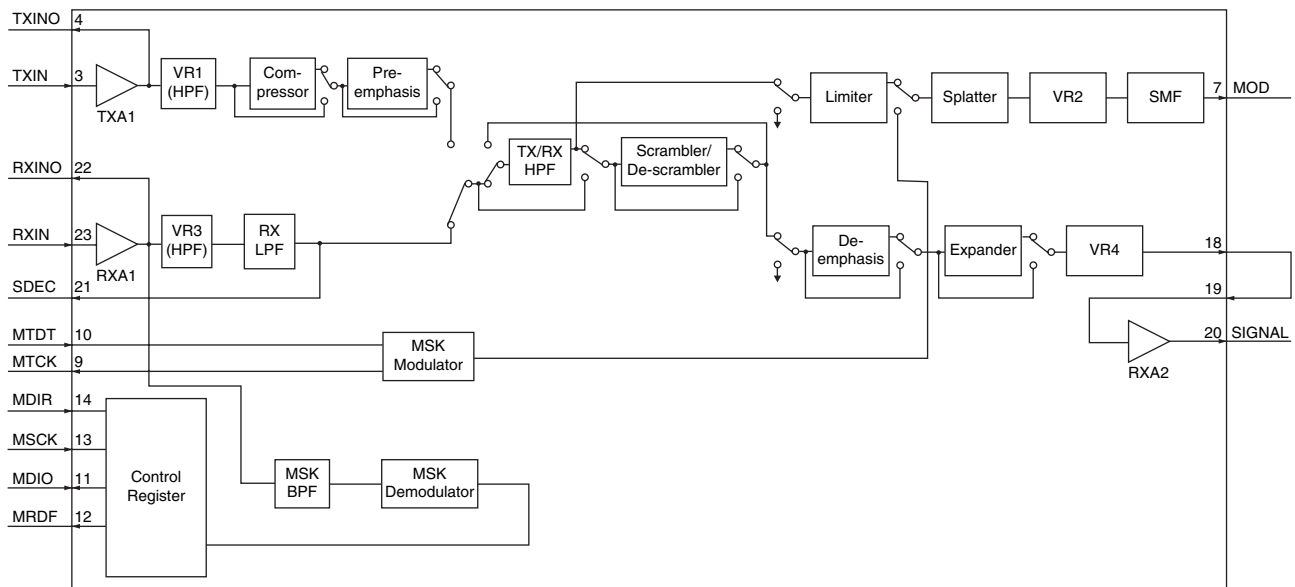 TXINO 4
TXIN 3
TXA1
VR1
(HPF)
Com-
pressor
Pre-
emphasis
TX/RX
HPF
Scrambler/
De-scrambler
Limiter
Splatter
VR2
SMF
7 MOD
RXINO 22
RXIN 23
RXA1
VR3
(HPF)
RX
LPF
De-
emphasis
Expander
VR4
18
19
20 SIGNAL
RXA2
SDEC 21
MTDT 10
MTCK 9
MSK
Modulator
MDIR 14
MSCK 13
MDIO 11
MRDF 12
Control
Register
MSK
BPF
MSK
Demodulator